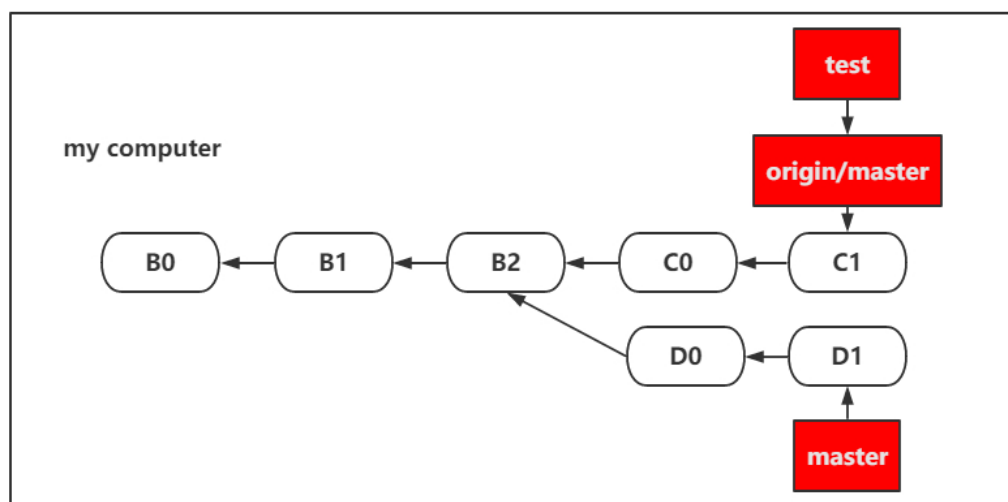 test
my computer
origin/master
B0 B1 B2 C0 C1
D0 D1
master